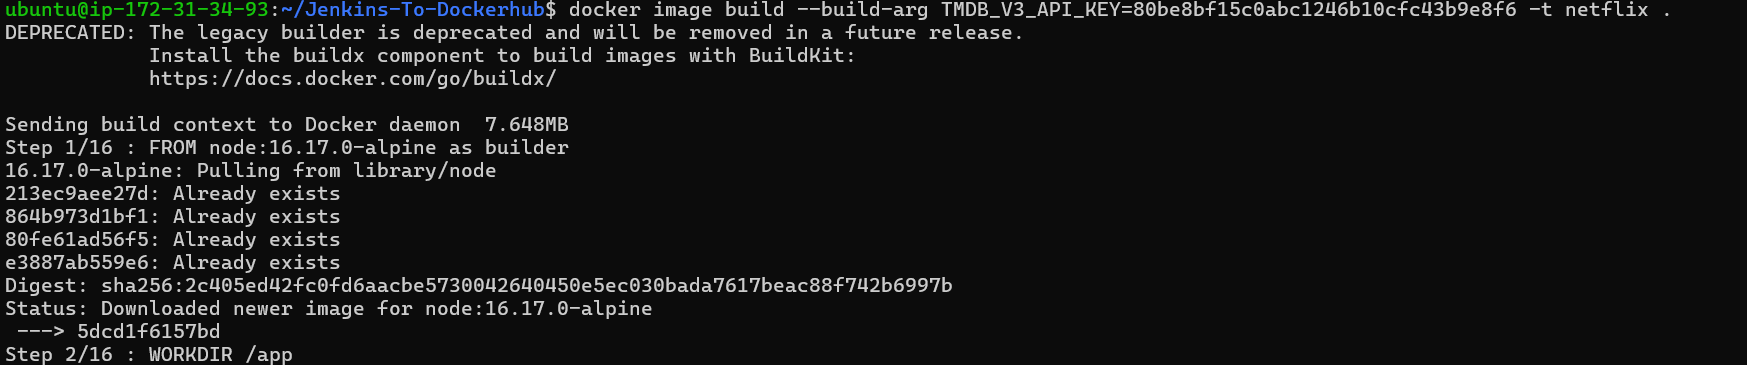 ubuntu@ip-172-31-34-93:~/Jenkins-To-Dockerhub$ docker image build --build-arg TMDB_V3_API_KEY=80be8bf15c0abc1246b10cfc43b9e8f6 -t netflix .
DEPRECATED: The legacy builder is deprecated and will be removed in a future release.
            Install the buildx component to build images with BuildKit:
            https://docs.docker.com/go/buildx/

Sending build context to Docker daemon  7.648MB
Step 1/16 : FROM node:16.17.0-alpine as builder
16.17.0-alpine: Pulling from library/node
213ec9aee27d: Already exists
864b973d1bf1: Already exists
80fe61ad56f5: Already exists
e3887ab559e6: Already exists
Digest: sha256:2c405ed42fc0fd6aacbe5730042640450e5ec030bada7617beac88f742b6997b
Status: Downloaded newer image for node:16.17.0-alpine
 ---> 5dcd1f6157bd
Step 2/16 : WORKDIR /app